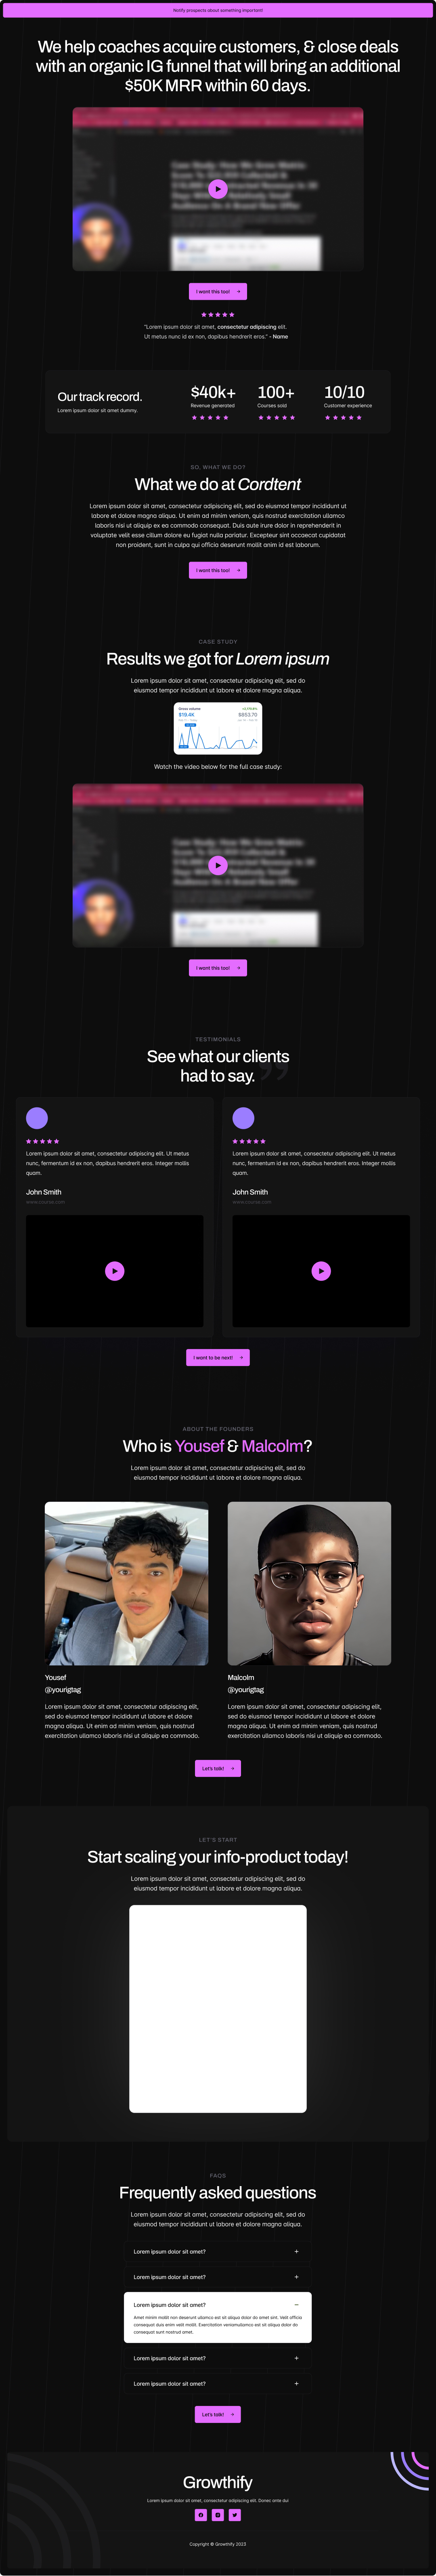 Notify prospects about something important!
We help coaches acquire customers, & close deals
with an organic IG funnel that will bring an additional
$50K MRR within 60 days.
I want this too!
“Lorem ipsum dolor sit amet, consectetur adipiscing elit.
Ut metus nunc id ex non, dapibus hendrerit eros.” - Name
Our track record.
Lorem ipsum dolor sit amet dummy.
$40k+
Revenue generated
100+
Courses sold
10/10
Customer experience
SO, WHAT WE DO?
What we do at Cordtent
Lorem ipsum dolor sit amet, consectetur adipiscing elit, sed do eiusmod tempor incididunt ut
labore et dolore magna aliqua. Ut enim ad minim veniam, quis nostrud exercitation ullamco
laboris nisi ut aliquip ex ea commodo consequat. Duis aute irure dolor in reprehenderit in
voluptate velit esse cillum dolore eu fugiat nulla pariatur. Excepteur sint occaecat cupidatat
non proident, sunt in culpa qui officia deserunt mollit anim id est laborum.
I want this too!
CASE STUDY
Results we got for Lorem ipsum
Lorem ipsum dolor sit amet, consectetur adipiscing elit, sed do
eiusmod tempor incididunt ut labore et dolore magna aliqua.
Gross volume
$19.4K
$853.70
Watch the video below for the full case study:
I want this too!
TESTIMONIALS
See what our clients
had to say.
Lorem ipsum dolor sit amet, consectetur adipiscing elit. Ut metus
nunc, fermentum id ex non, dapibus hendrerit eros. Integer mollis
quam.
John Smith
www.course.com
Lorem ipsum dolor sit amet, consectetur adipiscing elit. Ut metus
nunc, fermentum id ex non, dapibus hendrerit eros. Integer mollis
quam.
John Smith
www.course.com
I want to be next!
ABOUT THE FOUNDERS
Who is Yousef & Malcolm?
Lorem ipsum dolor sit amet, consectetur adipiscing elit, sed do
eiusmod tempor incididunt ut labore et dolore magna aliqua.
Yousef
@yourigtag
Lorem ipsum dolor sit amet, consectetur adipiscing elit,
sed do eiusmod tempor incididunt ut labore et dolore
magna aliqua. Ut enim ad minim veniam, quis nostrud
exercitation ullamco laboris nisi ut aliquip ea commodo.
Malcolm
@yourigtag
Lorem ipsum dolor sit amet, consectetur adipiscing elit,
sed do eiusmod tempor incididunt ut labore et dolore
magna aliqua. Ut enim ad minim veniam, quis nostrud
exercitation ullamco laboris nisi ut aliquip ea commodo.
Let's talk!
LET'S START
Start scaling your info-product today!
Lorem ipsum dolor sit amet, consectetur adipiscing elit, sed do
eiusmod tempor incididunt ut labore et dolore magna aliqua.
FAQS
Frequently asked questions
Lorem ipsum dolor sit amet, consectetur adipiscing elit, sed do
eiusmod tempor incididunt ut labore et dolore magna aliqua.
Lorem ipsum dolor sit amet?
Lorem ipsum dolor sit amet?
Lorem ipsum dolor sit amet?
Amet minim mollit non deserunt ullamco est sit aliqua dolor do amet sint. Velit officia
consequat duis enim velit mollit. Exercitation veniamullamco est sit aliqua dolor do
consequat sunt nostrud amet.
Lorem ipsum dolor sit amet?
Lorem ipsum dolor sit amet?
Let's talk!
Growthify
Lorem ipsum dolor sit amet, consectetur adipiscing elit. Donec ante dui
Copyright @ Growthify 2023